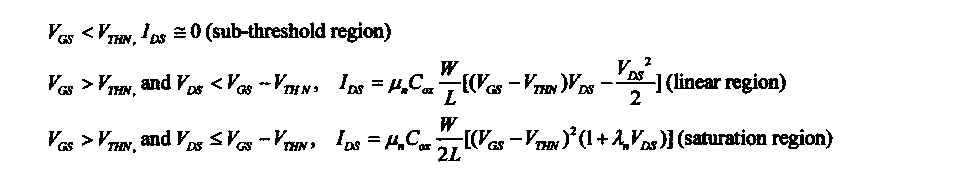 V_GS < V_THN, I_DS ≅ 0 (sub-threshold region)
V_GS > V_THN, and V_DS < V_GS − V_THN, I_DS = μ_n C_ox W/L [(V_GS − V_THN)V_DS − V_DS²/2] (linear region)
V_GS > V_THN, and V_DS ≤ V_GS − V_THN, I_DS = μ_n C_ox W/2L [(V_GS − V_THN)²(1 + λ_n V_DS)] (saturation region)